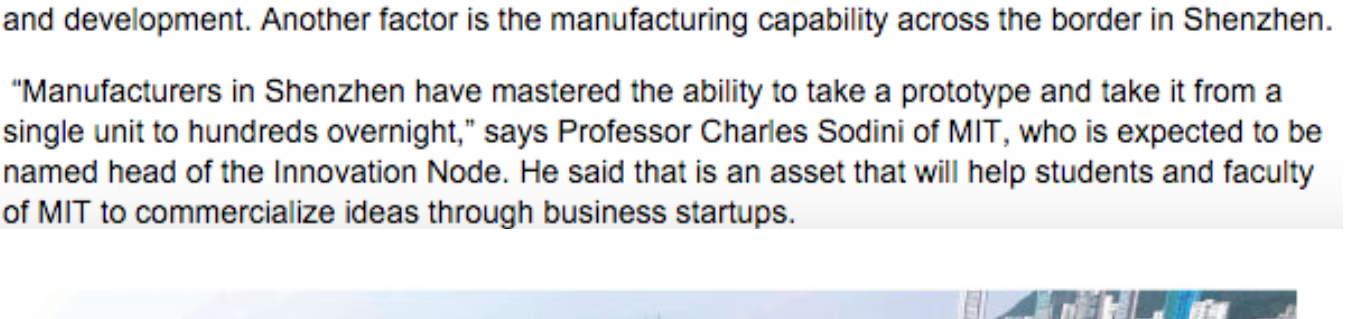 and development. Another factor is the manufacturing capability across the border in Shenzhen.
“Manufacturers in Shenzhen have mastered the ability to take a prototype and take it from a
single unit to hundreds overnight,” says Professor Charles Sodini of MIT, who is expected to be
named head of the Innovation Node. He said that is an asset that will help students and faculty
of MIT to commercialize ideas through business startups.